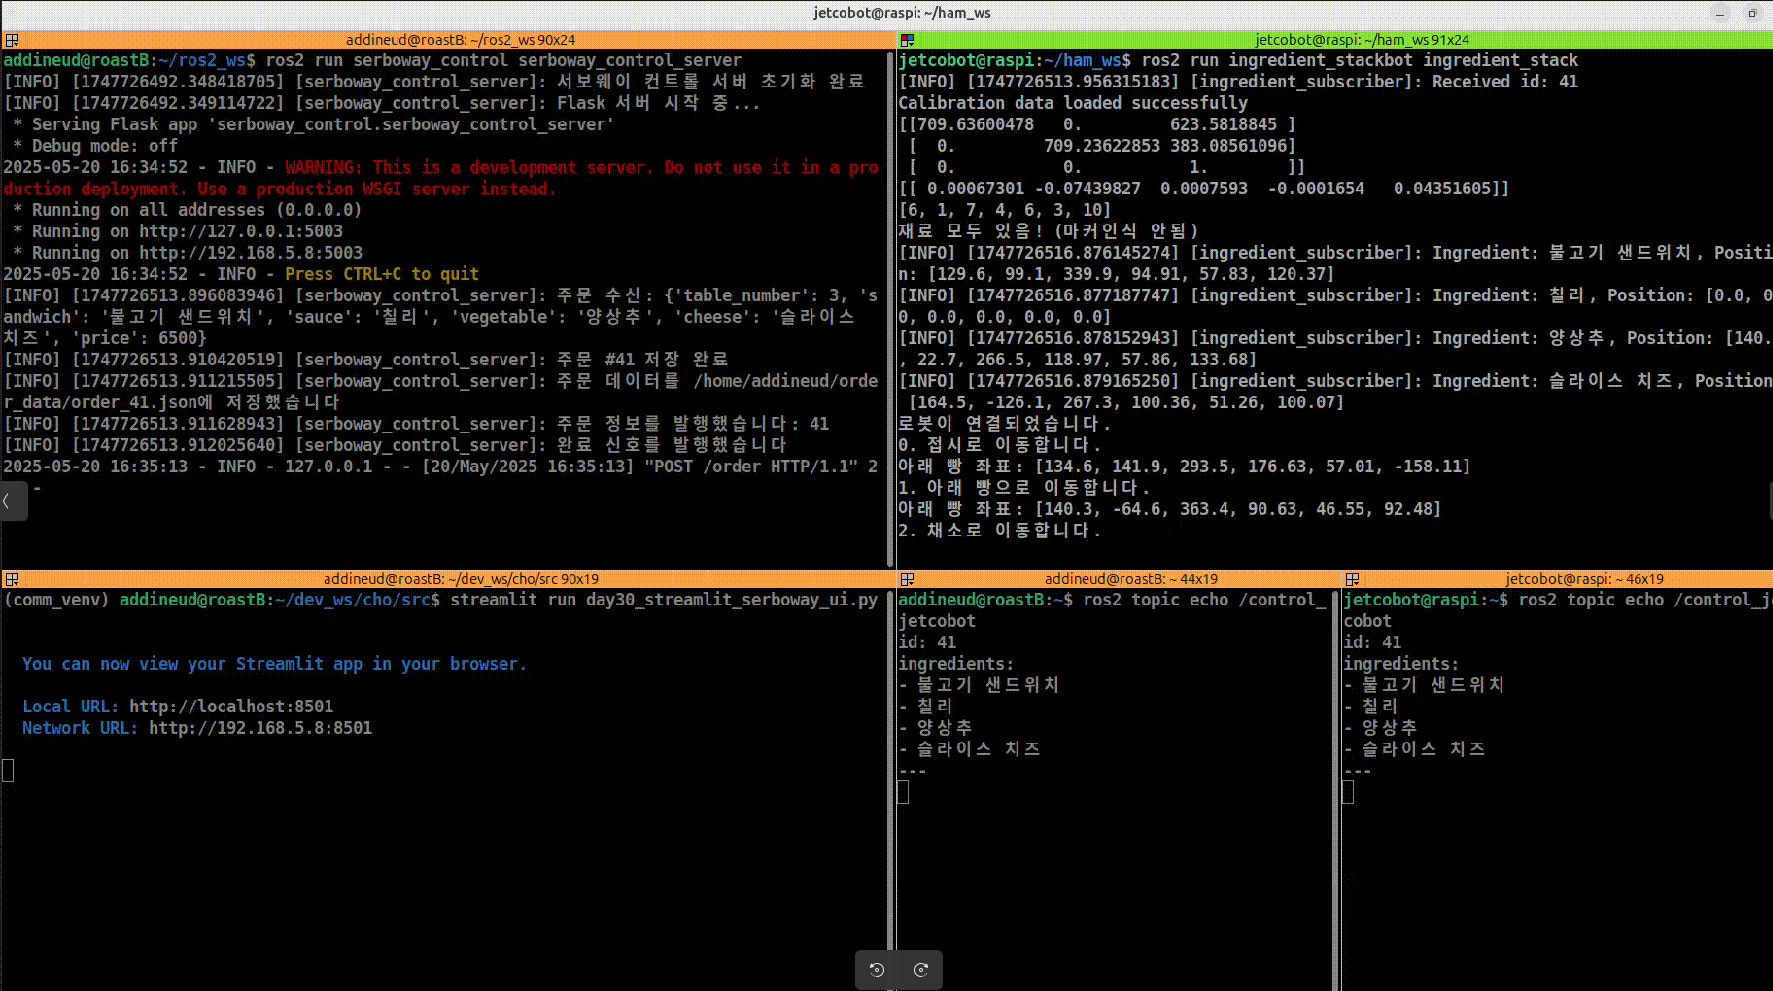 jetcobot@raspi: ~/ham_ws
addineud@roastB: ~/ros2_ws 90x24
addineud@roastB:~/ros2_ws$ ros2 run serboway_control serboway_control_server
[INFO] [1747726492.348418705] [serboway_control_server]: 서보웨이 컨트롤 서버 초기화 완료
[INFO] [1747726492.349114722] [serboway_control_server]: Flask 서버 시작 중...
* Serving Flask app 'serboway_control.serboway_control_server'
* Debug mode: off
2025-05-20 16:34:52 - INFO - WARNING: This is a development server. Do not use it in a pro
duction deployment. Use a production WSGI server instead.
* Running on all addresses (0.0.0.0)
* Running on http://127.0.0.1:5003
* Running on http://192.168.5.8:5003
2025-05-20 16:34:52 - INFO - Press CTRL+C to quit
[INFO] [1747726513.896083946] [serboway_control_server]: 주문 수신: {'table_number': 3, 's
andwich': '불고기 샌드위치', 'sauce': '칠리', 'vegetable': '양상추', 'cheese': '슬라이스
치즈', 'price': 6500}
[INFO] [1747726513.910420519] [serboway_control_server]: 주문 #41 저장 완료
[INFO] [1747726513.911215505] [serboway_control_server]: 주문 데이터를 /home/addineud/orde
r_data/order_41.json에 저장했습니다
[INFO] [1747726513.911628943] [serboway_control_server]: 주문 정보를 발행했습니다: 41
[INFO] [1747726513.912025640] [serboway_control_server]: 완료 신호를 발행했습니다
2025-05-20 16:35:13 - INFO - 127.0.0.1 - - [20/May/2025 16:35:13] "POST /order HTTP/1.1" 2
-
jetcobot@raspi: ~/ham_ws 91x24
jetcobot@raspi:~/ham_ws$ ros2 run ingredient_stackbot ingredient_stack
[INFO] [1747726513.956315183] [ingredient_subscriber]: Received id: 41
Calibration data loaded successfully
[[709.63600478 0. 623.5818845 ]
[ 0. 709.23622853 383.08561096]
[ 0. 0. 1. ]]
[[ 0.00067301 -0.07439827 0.0007593 -0.0001654 0.04351605]]
[6, 1, 7, 4, 6, 3, 10]
재료 모두 있음!(마커인식 안됨)
[INFO] [1747726516.876145274] [ingredient_subscriber]: Ingredient: 불고기 샌드위치, Positi
n: [129.6, 99.1, 339.9, 94.91, 57.83, 120.37]
[INFO] [1747726516.877187747] [ingredient_subscriber]: Ingredient: 칠리, Position: [0.0, 0
0, 0.0, 0.0, 0.0]
[INFO] [1747726516.878152943] [ingredient_subscriber]: Ingredient: 양상추, Position: [140.
, 22.7, 266.5, 118.97, 57.86, 133.68]
[INFO] [1747726516.879165250] [ingredient_subscriber]: Ingredient: 슬라이스 치즈, Position
[164.5, -126.1, 267.3, 100.36, 51.26, 100.07]
로봇이 연결되었습니다.
0. 접시로 이동합니다.
아래 빵 좌표: [134.6, 141.9, 293.5, 176.63, 57.01, -158.11]
1. 아래 빵으로 이동합니다.
아래 빵 좌표: [140.3, -64.6, 363.4, 90.63, 46.55, 92.48]
2. 채소로 이동합니다.
addineud@roastB: ~/dev_ws/cho/src 90x19
(comm_venv) addineud@roastB:~/dev_ws/cho/src$ streamlit run day30_streamlit_serboway_ui.py
You can now view your Streamlit app in your browser.
Local URL: http://localhost:8501
Network URL: http://192.168.5.8:8501
addineud@roastB: ~ 44x19
addineud@roastB:~$ ros2 topic echo /control_
jetcobot
id: 41
ingredients:
- 불고기 샌드위치
- 칠리
- 양상추
- 슬라이스 치즈
---
jetcobot@raspi: ~ 46x19
jetcobot@raspi:~$ ros2 topic echo /control_j
cobot
id: 41
ingredients:
- 불고기 샌드위치
- 칠리
- 양상추
- 슬라이스 치즈
---